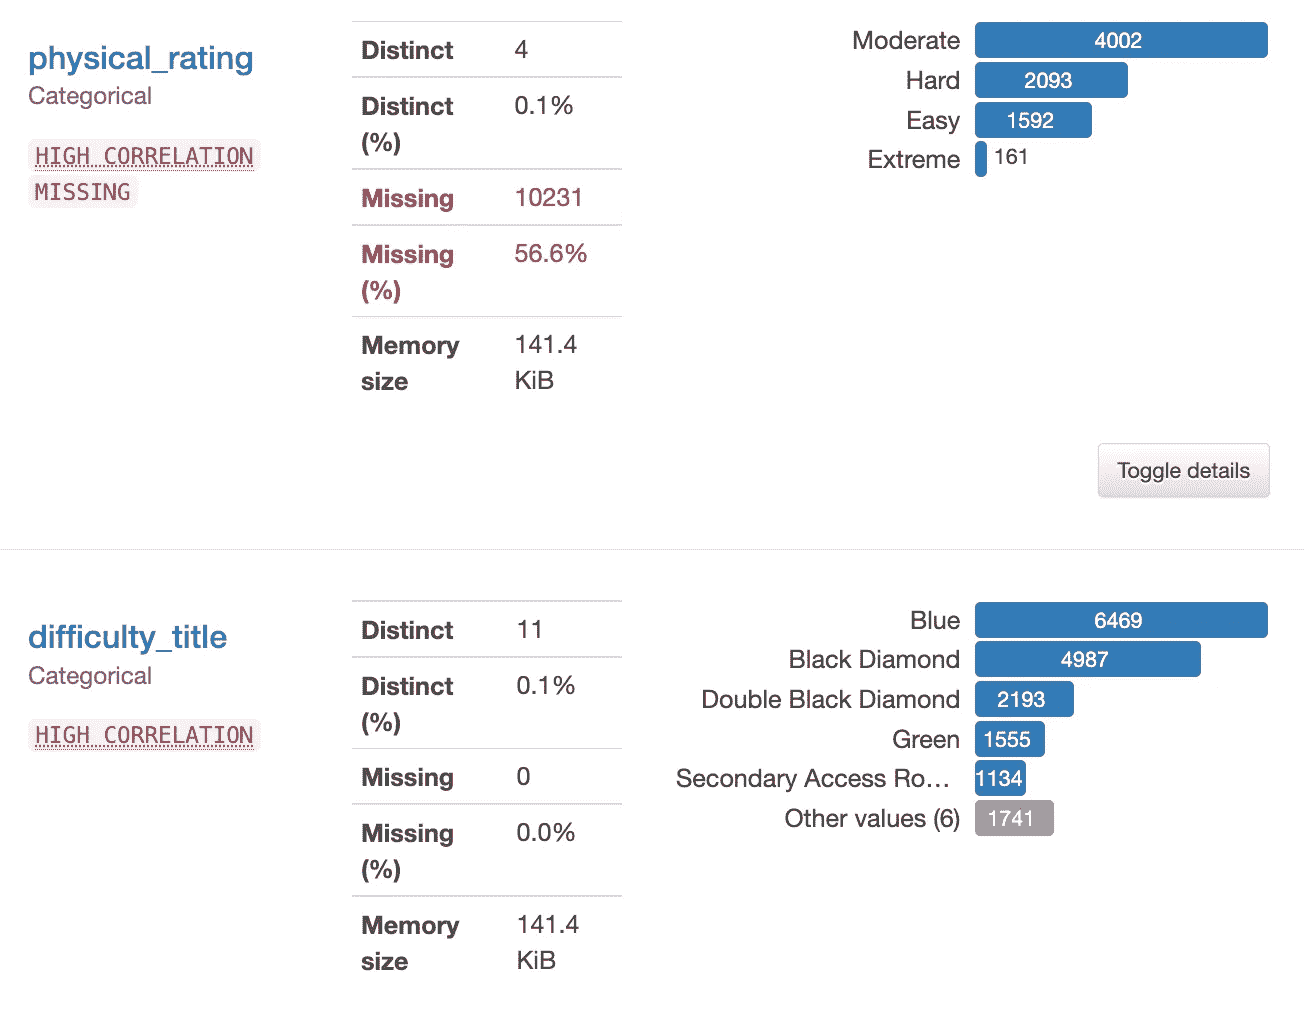 physical_rating
Categorical
HIGH CORRELATION
MISSING
Distinct 4
Distinct 0.1%
(%)
Missing 10231
Missing 56.6%
(%)
Memory 141.4
size KiB
Moderate 4002
Hard 2093
Easy 1592
Extreme 161
Toggle details
difficulty_title
Categorical
HIGH CORRELATION
Distinct 11
Distinct 0.1%
(%)
Missing 0
Missing 0.0%
(%)
Memory 141.4
size KiB
Blue 6469
Black Diamond 4987
Double Black Diamond 2193
Green 1555
Secondary Access Ro... 1134
Other values (6) 1741